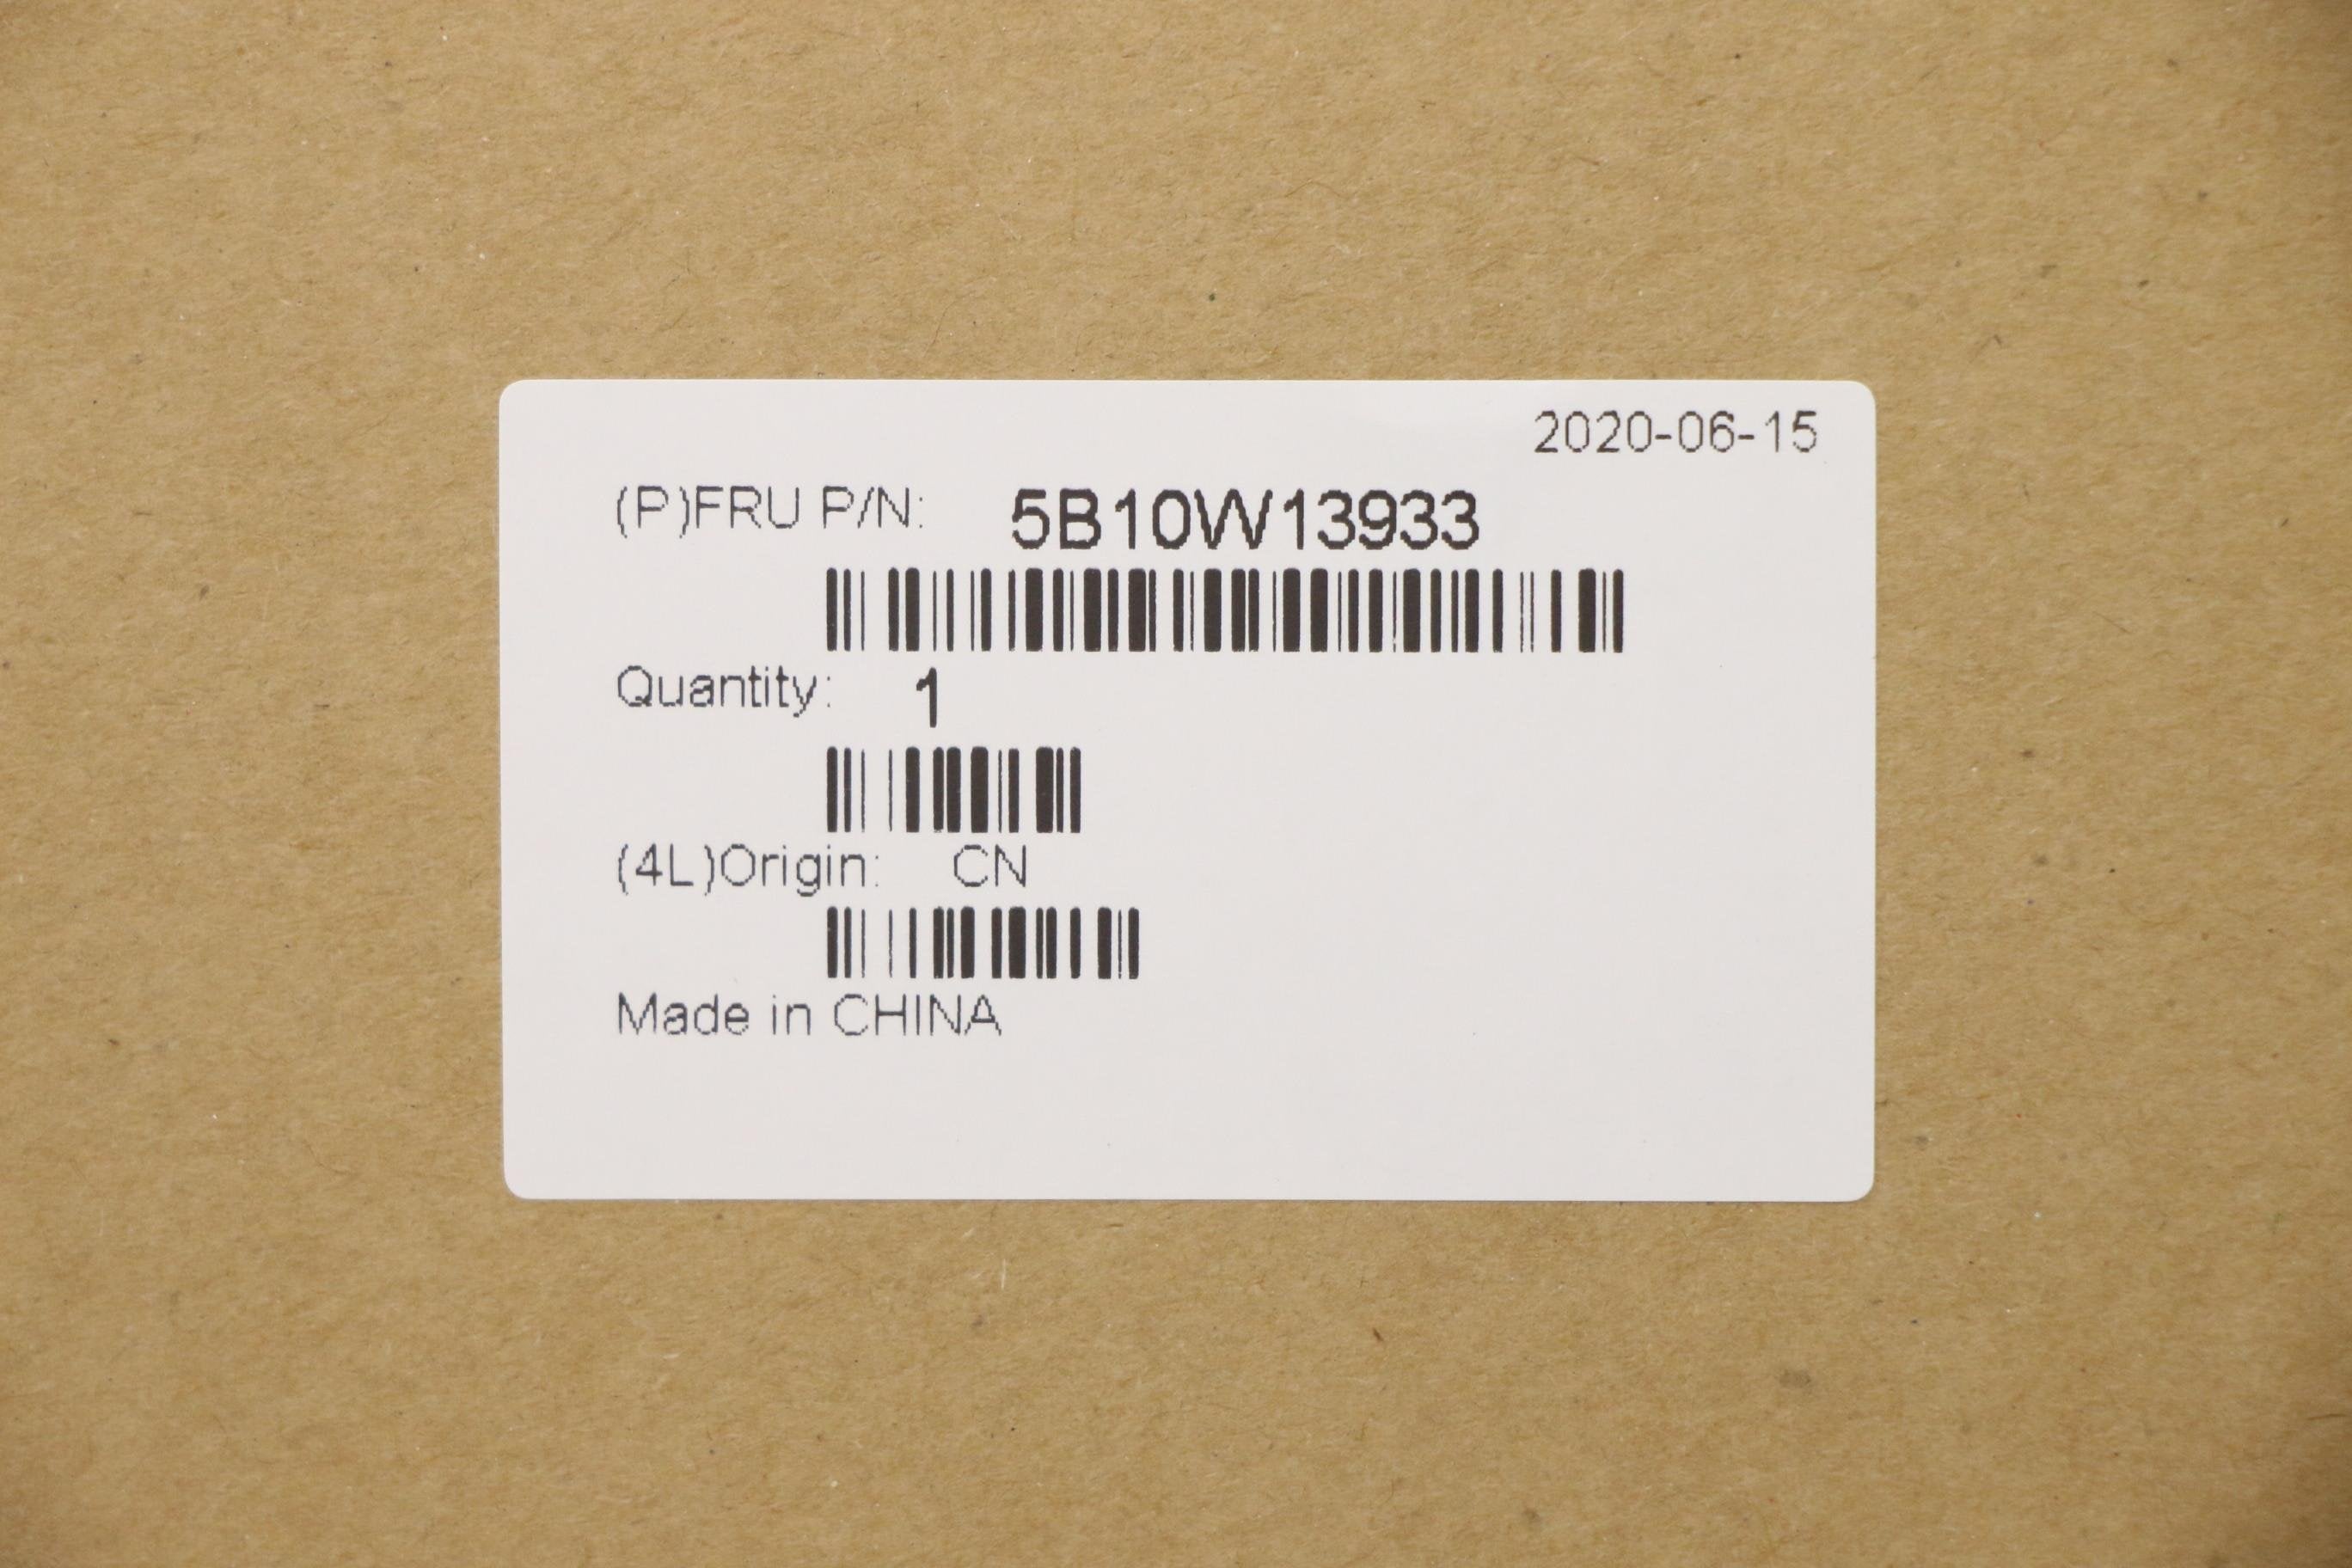 2020-06-15
(P)FRU P/N: 5B10W13933
Quantity: 1
(4L)Origin: CN
Made in CHINA